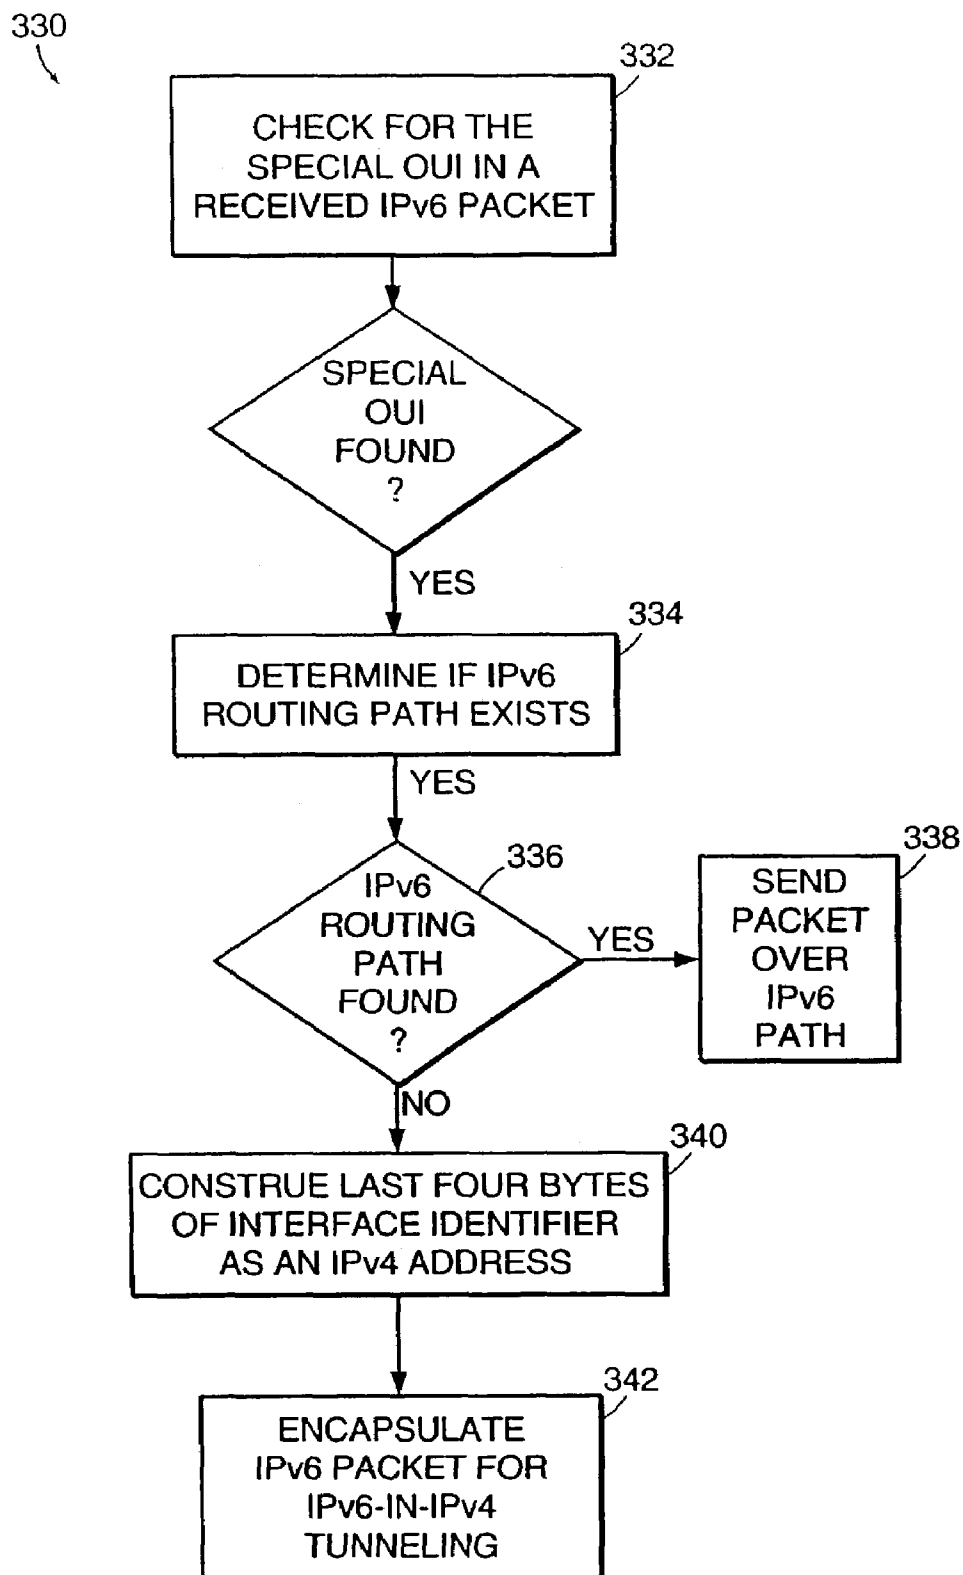 330
332
CHECK FOR THE
SPECIAL OUI IN A
RECEIVED IPv6 PACKET
SPECIAL
OUI
FOUND
?
YES
334
DETERMINE IF IPv6
ROUTING PATH EXISTS
YES
336
IPv6
ROUTING
PATH
FOUND
?
YES
338
SEND
PACKET
OVER
IPv6
PATH
NO
340
CONSTRUE LAST FOUR BYTES
OF INTERFACE IDENTIFIER
AS AN IPv4 ADDRESS
342
ENCAPSULATE
IPv6 PACKET FOR
IPv6-IN-IPv4
TUNNELING